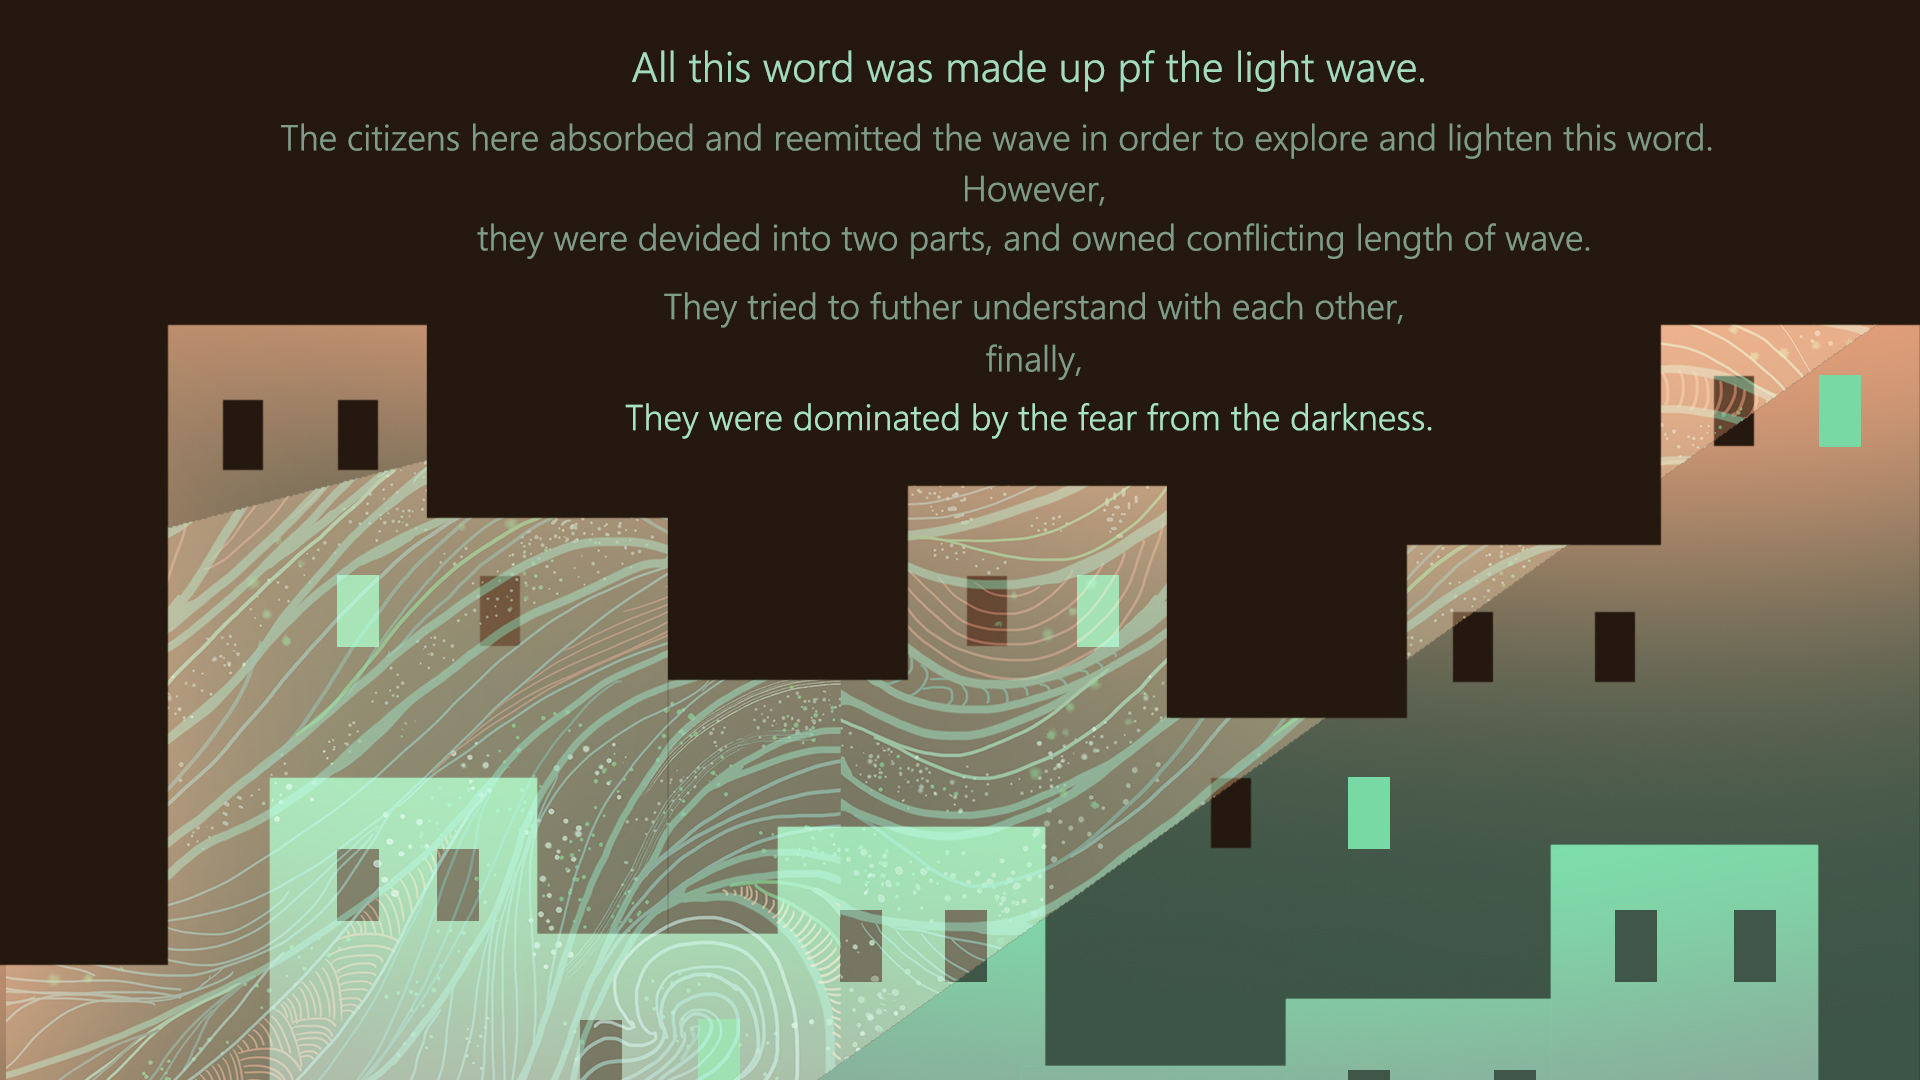 All this word was made up pf the light wave.
The citizens here absorbed and reemitted the wave in order to explore and lighten this word.
However,
they were devided into two parts, and owned conflicting length of wave.
They tried to futher understand with each other,
finally,
They were dominated by the fear from the darkness.